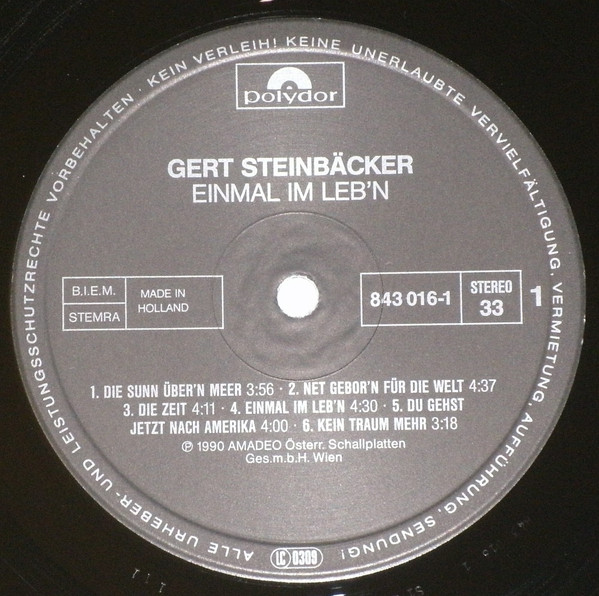 ALLE URHEBER- UND LEISTUNGSSCHUTZRECHTE VORBEHALTEN · KEIN VERLEIH! KEINE UNERLAUBTE VERVIELFÄLTIGUNG, VERMIETUNG, AUFFÜHRUNG, SENDUNG!
polydor
GERT STEINBÄCKER
EINMAL IM LEB'N
B.I.E.M.
STEMRA
MADE IN
HOLLAND
843 016-1
STEREO
33
1
1. DIE SUNN ÜBER'N MEER 3:56 · 2. NET GEBOR'N FÜR DIE WELT 4:37
3. DIE ZEIT 4:11 · 4. EINMAL IM LEB'N 4:30 · 5. DU GEHST
JETZT NACH AMERIKA 4:00 · 6. KEIN TRAUM MEHR 3:18
℗ 1990 AMADEO Österr. Schallplatten
Ges.m.b.H. Wien
LC 0309